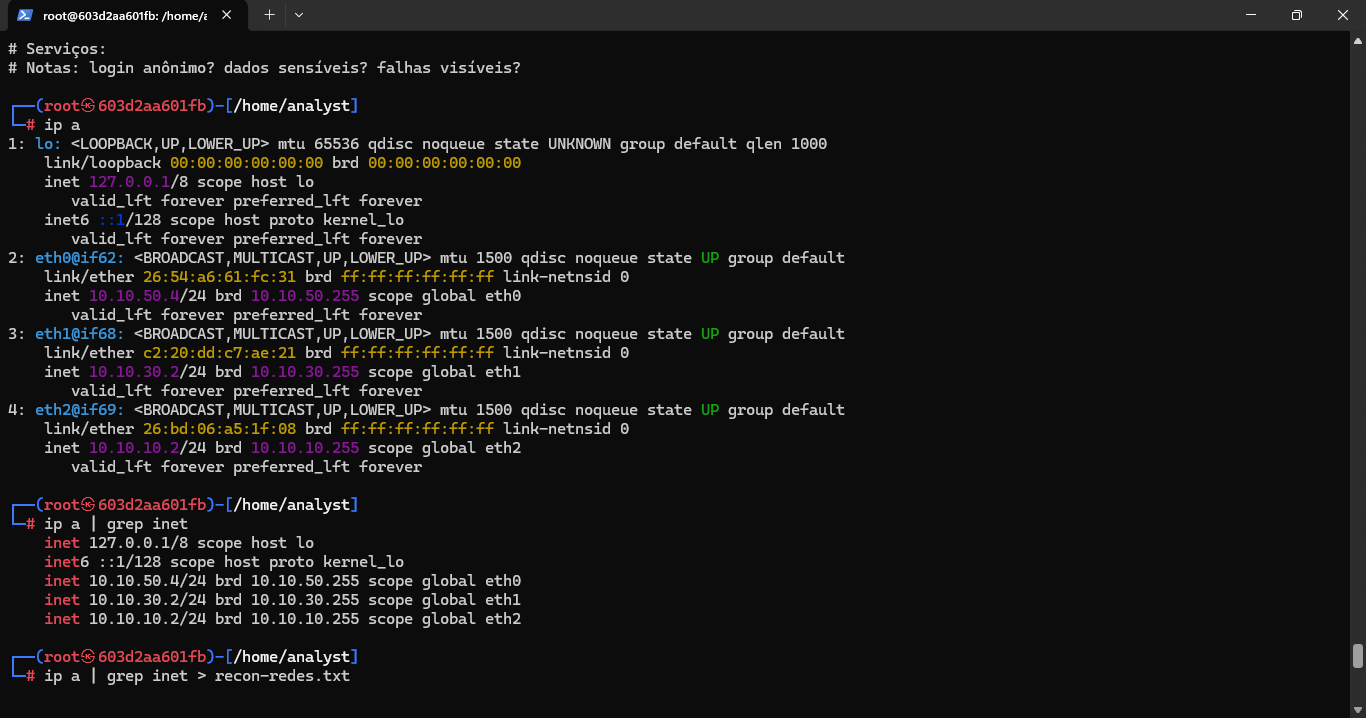 root@603d2aa601fb: /home/a
# Serviços:
# Notas: login anônimo? dados sensíveis? falhas visíveis?
┌──(root㉿603d2aa601fb)-[/home/analyst]
└─# ip a
1: lo: <LOOPBACK,UP,LOWER_UP> mtu 65536 qdisc noqueue state UNKNOWN group default qlen 1000
link/loopback 00:00:00:00:00:00 brd 00:00:00:00:00:00
inet 127.0.0.1/8 scope host lo
valid_lft forever preferred_lft forever
inet6 ::1/128 scope host proto kernel_lo
valid_lft forever preferred_lft forever
2: eth0@if62: <BROADCAST,MULTICAST,UP,LOWER_UP> mtu 1500 qdisc noqueue state UP group default
link/ether 26:54:a6:61:fc:31 brd ff:ff:ff:ff:ff:ff link-netnsid 0
inet 10.10.50.4/24 brd 10.10.50.255 scope global eth0
valid_lft forever preferred_lft forever
3: eth1@if68: <BROADCAST,MULTICAST,UP,LOWER_UP> mtu 1500 qdisc noqueue state UP group default
link/ether c2:20:dd:c7:ae:21 brd ff:ff:ff:ff:ff:ff link-netnsid 0
inet 10.10.30.2/24 brd 10.10.30.255 scope global eth1
valid_lft forever preferred_lft forever
4: eth2@if69: <BROADCAST,MULTICAST,UP,LOWER_UP> mtu 1500 qdisc noqueue state UP group default
link/ether 26:bd:06:a5:1f:08 brd ff:ff:ff:ff:ff:ff link-netnsid 0
inet 10.10.10.2/24 brd 10.10.10.255 scope global eth2
valid_lft forever preferred_lft forever
┌──(root㉿603d2aa601fb)-[/home/analyst]
└─# ip a | grep inet
inet 127.0.0.1/8 scope host lo
inet6 ::1/128 scope host proto kernel_lo
inet 10.10.50.4/24 brd 10.10.50.255 scope global eth0
inet 10.10.30.2/24 brd 10.10.30.255 scope global eth1
inet 10.10.10.2/24 brd 10.10.10.255 scope global eth2
┌──(root㉿603d2aa601fb)-[/home/analyst]
└─# ip a | grep inet > recon-redes.txt